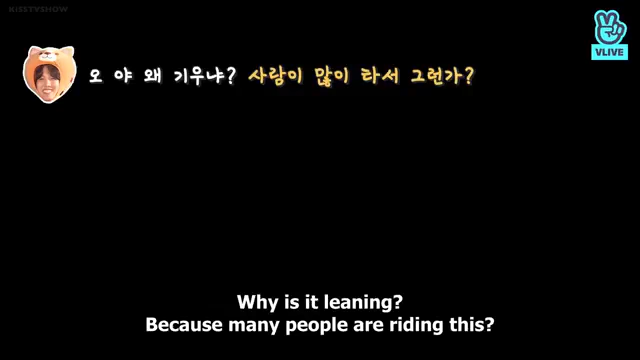 KISSTVSHOW
VLIVE
오 야 왜 기우냐? 사람이 많이 타서 그런가?
Why is it leaning?
Because many people are riding this?